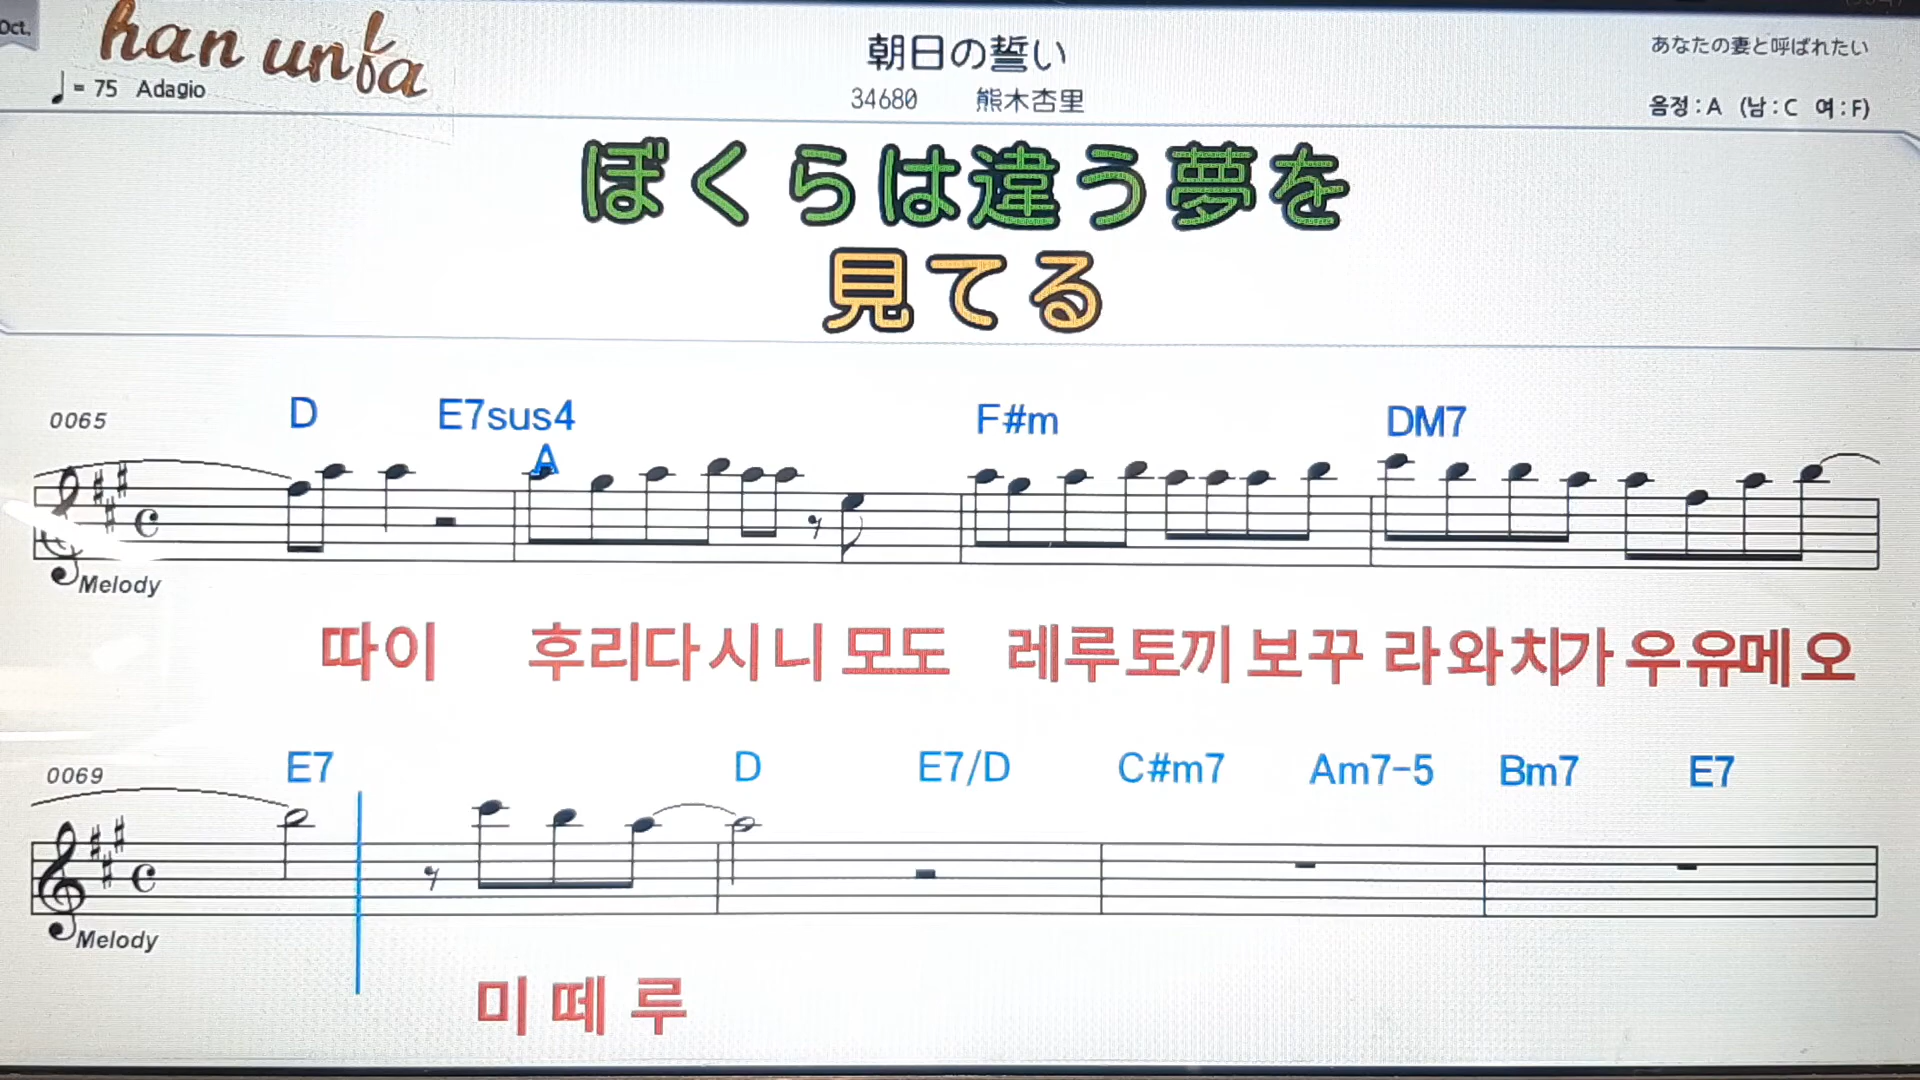 Oct.
han unba
♩ = 75 Adagio
朝日の誓い
34680 熊木杏里
あなたの妻と呼ばれたい
음정 : A (남 : C 여 : F)
ぼくらは違う夢を
見てる
0065 D E7sus4 F#m DM7
A
Melody
따이 후리다시니 모도 레루토끼 보꾸 라와치가 우유메오
0069 E7 D E7/D C#m7 Am7-5 Bm7 E7
Melody
미 떼 루